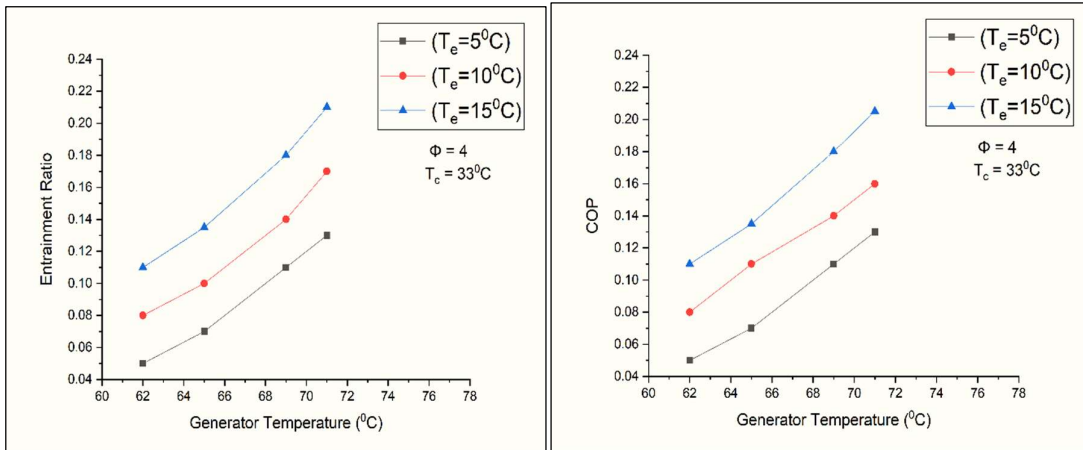 (Te=5⁰C)
(Te=10⁰C)
(Te=15⁰C)
Φ = 4
Tc = 33⁰C
0.24
0.22
0.20
0.18
0.16
0.14
0.12
0.10
0.08
0.06
0.04
Entrainment Ratio
60 62 64 66 68 70 72 74 76 78
Generator Temperature (⁰C)
(Te=5⁰C)
(Te=10⁰C)
(Te=15⁰C)
Φ = 4
Tc = 33⁰C
0.24
0.22
0.20
0.18
0.16
0.14
0.12
0.10
0.08
0.06
0.04
COP
60 62 64 66 68 70 72 74 76 78
Generator Temperature (⁰C)